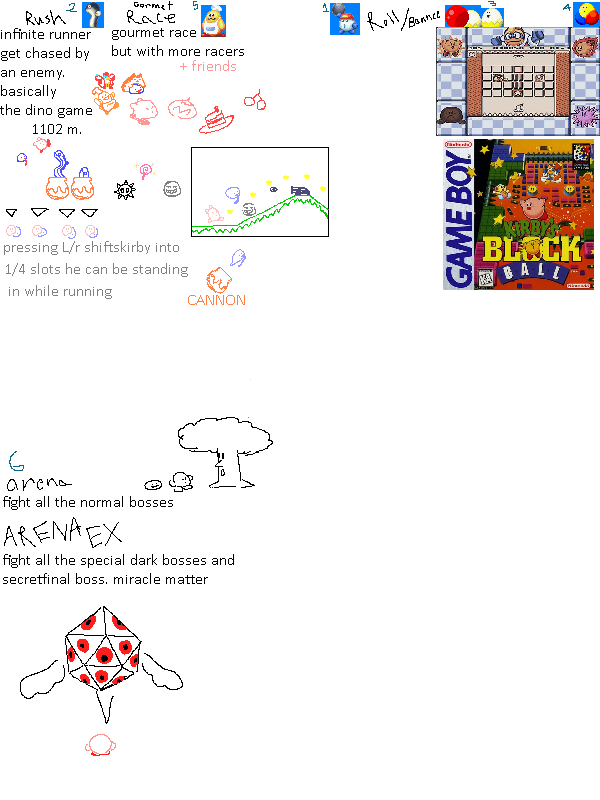 Rush 2
infinite runner
get chased by
an enemy.
basically
the dino game
1102 m.
Gormet
Race
5
gourmet race
but with more racers
+ friends
1
Roll/Bounce
3
4
pressing L/r shiftskirby into
1/4 slots he can be standing
in while running
CANNON
Nintendo
GAME BOY
KIRBY'S
BLOCK
BALL
Nintendo
6
arena
fight all the normal bosses
ARENA EX
fight all the special dark bosses and
secretfinal boss. miracle matter